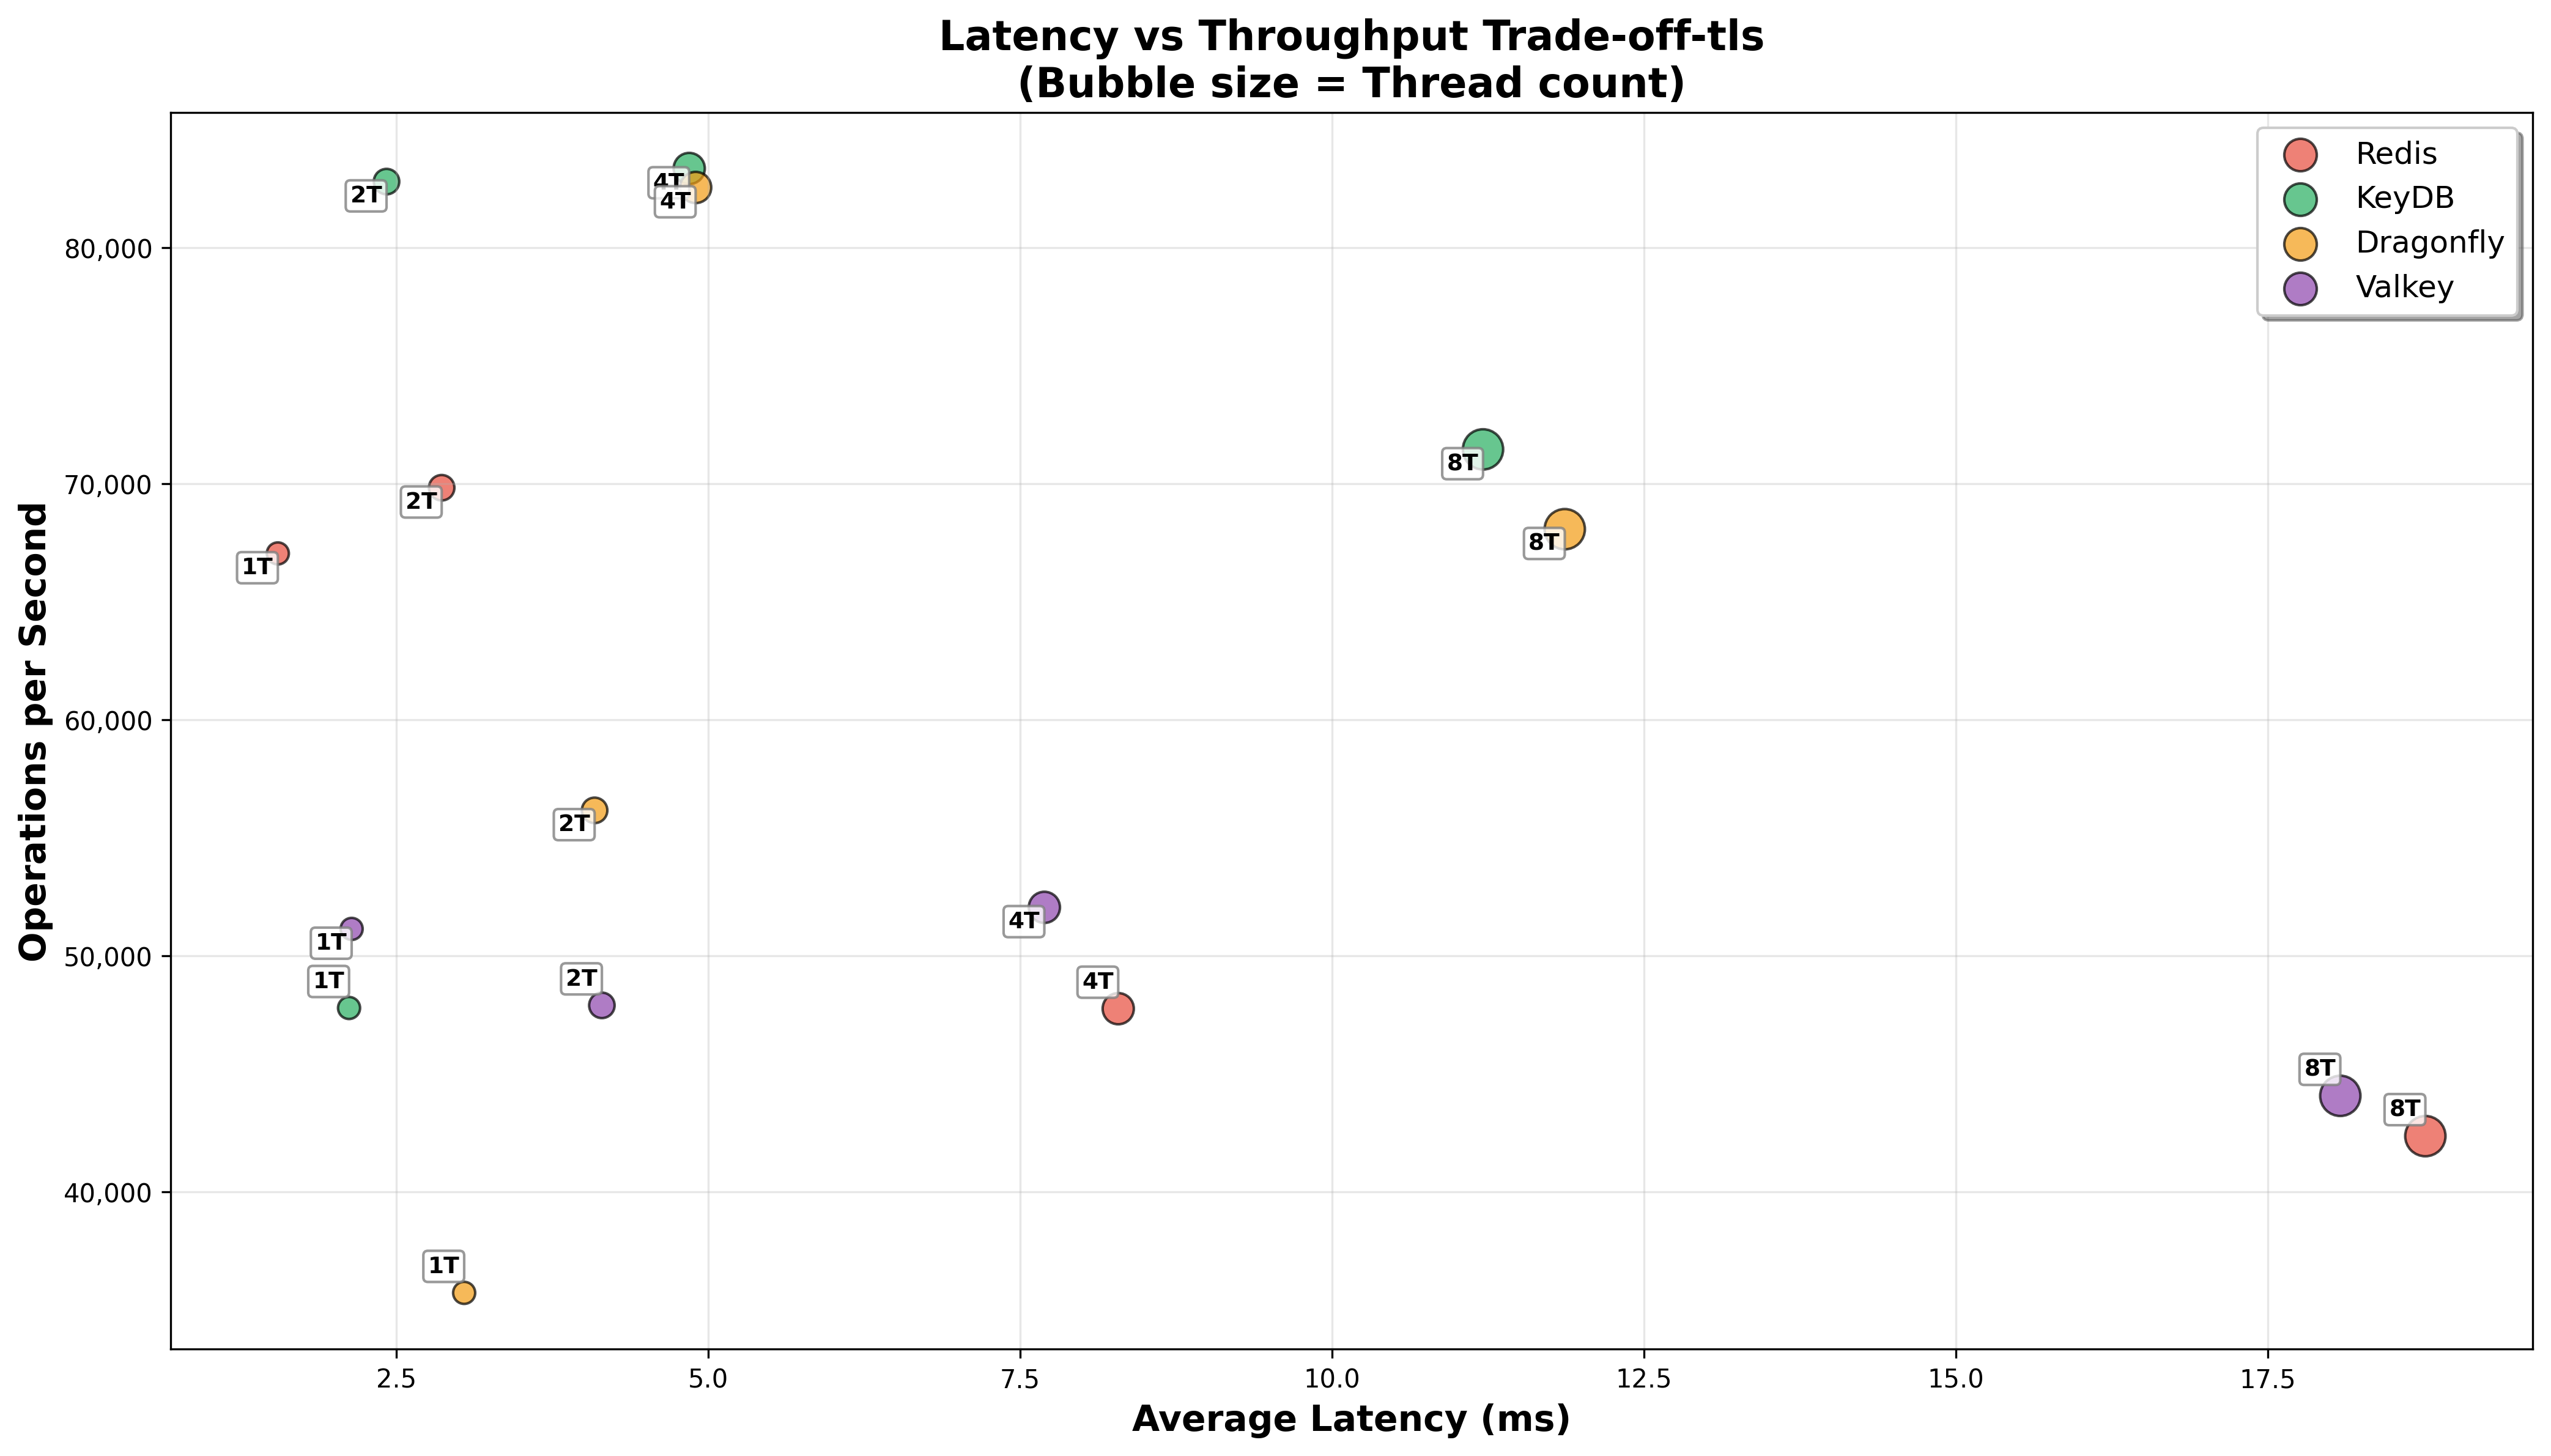 Latency vs Throughput Trade-off-tls
(Bubble size = Thread count)
Redis
KeyDB
Dragonfly
Valkey
Operations per Second
80,000
70,000
60,000
50,000
40,000
2T
4T
4T
8T
2T
8T
1T
2T
4T
1T
1T
2T
4T
8T
8T
1T
2.5
5.0
7.5
10.0
12.5
15.0
17.5
Average Latency (ms)